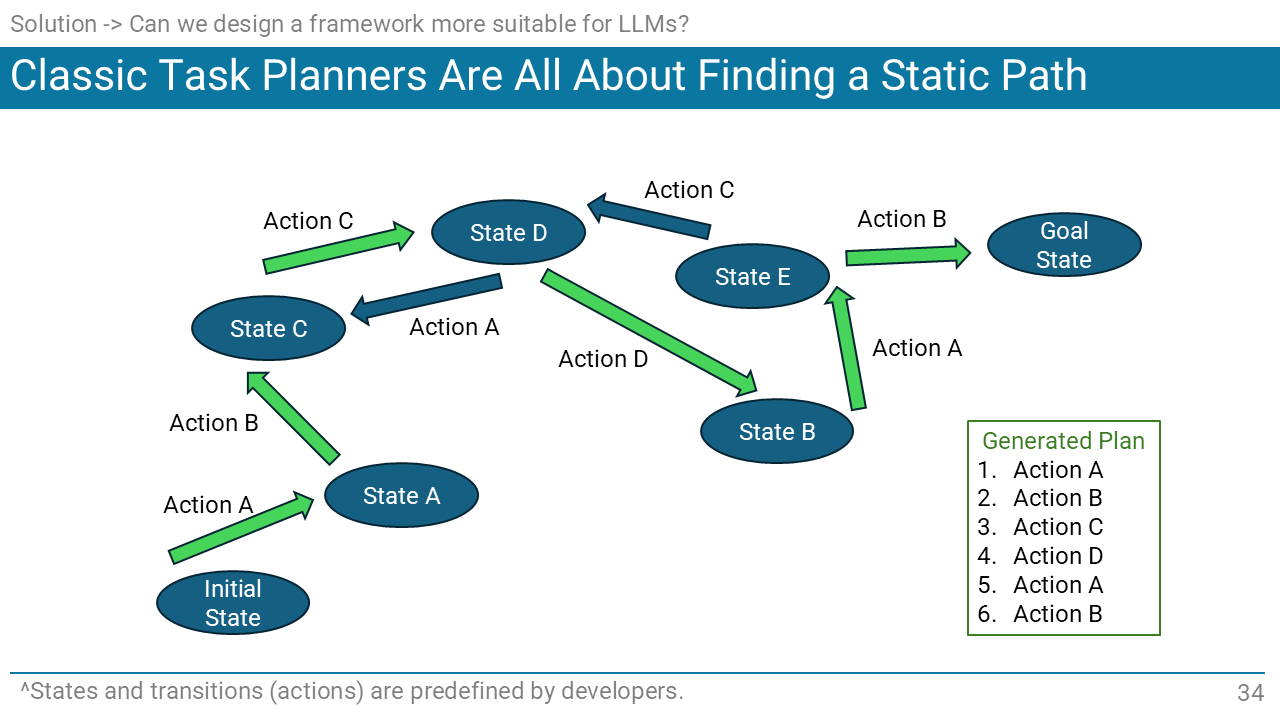 Solution -> Can we design a framework more suitable for LLMs?
Classic Task Planners Are All About Finding a Static Path
Action C
Action C
Action B
State D
Goal
State
State E
State C
Action A
Action D
Action A
Action B
State B
Generated Plan
1. Action A
2. Action B
3. Action C
4. Action D
5. Action A
6. Action B
State A
Action A
Initial
State
^States and transitions (actions) are predefined by developers.
34